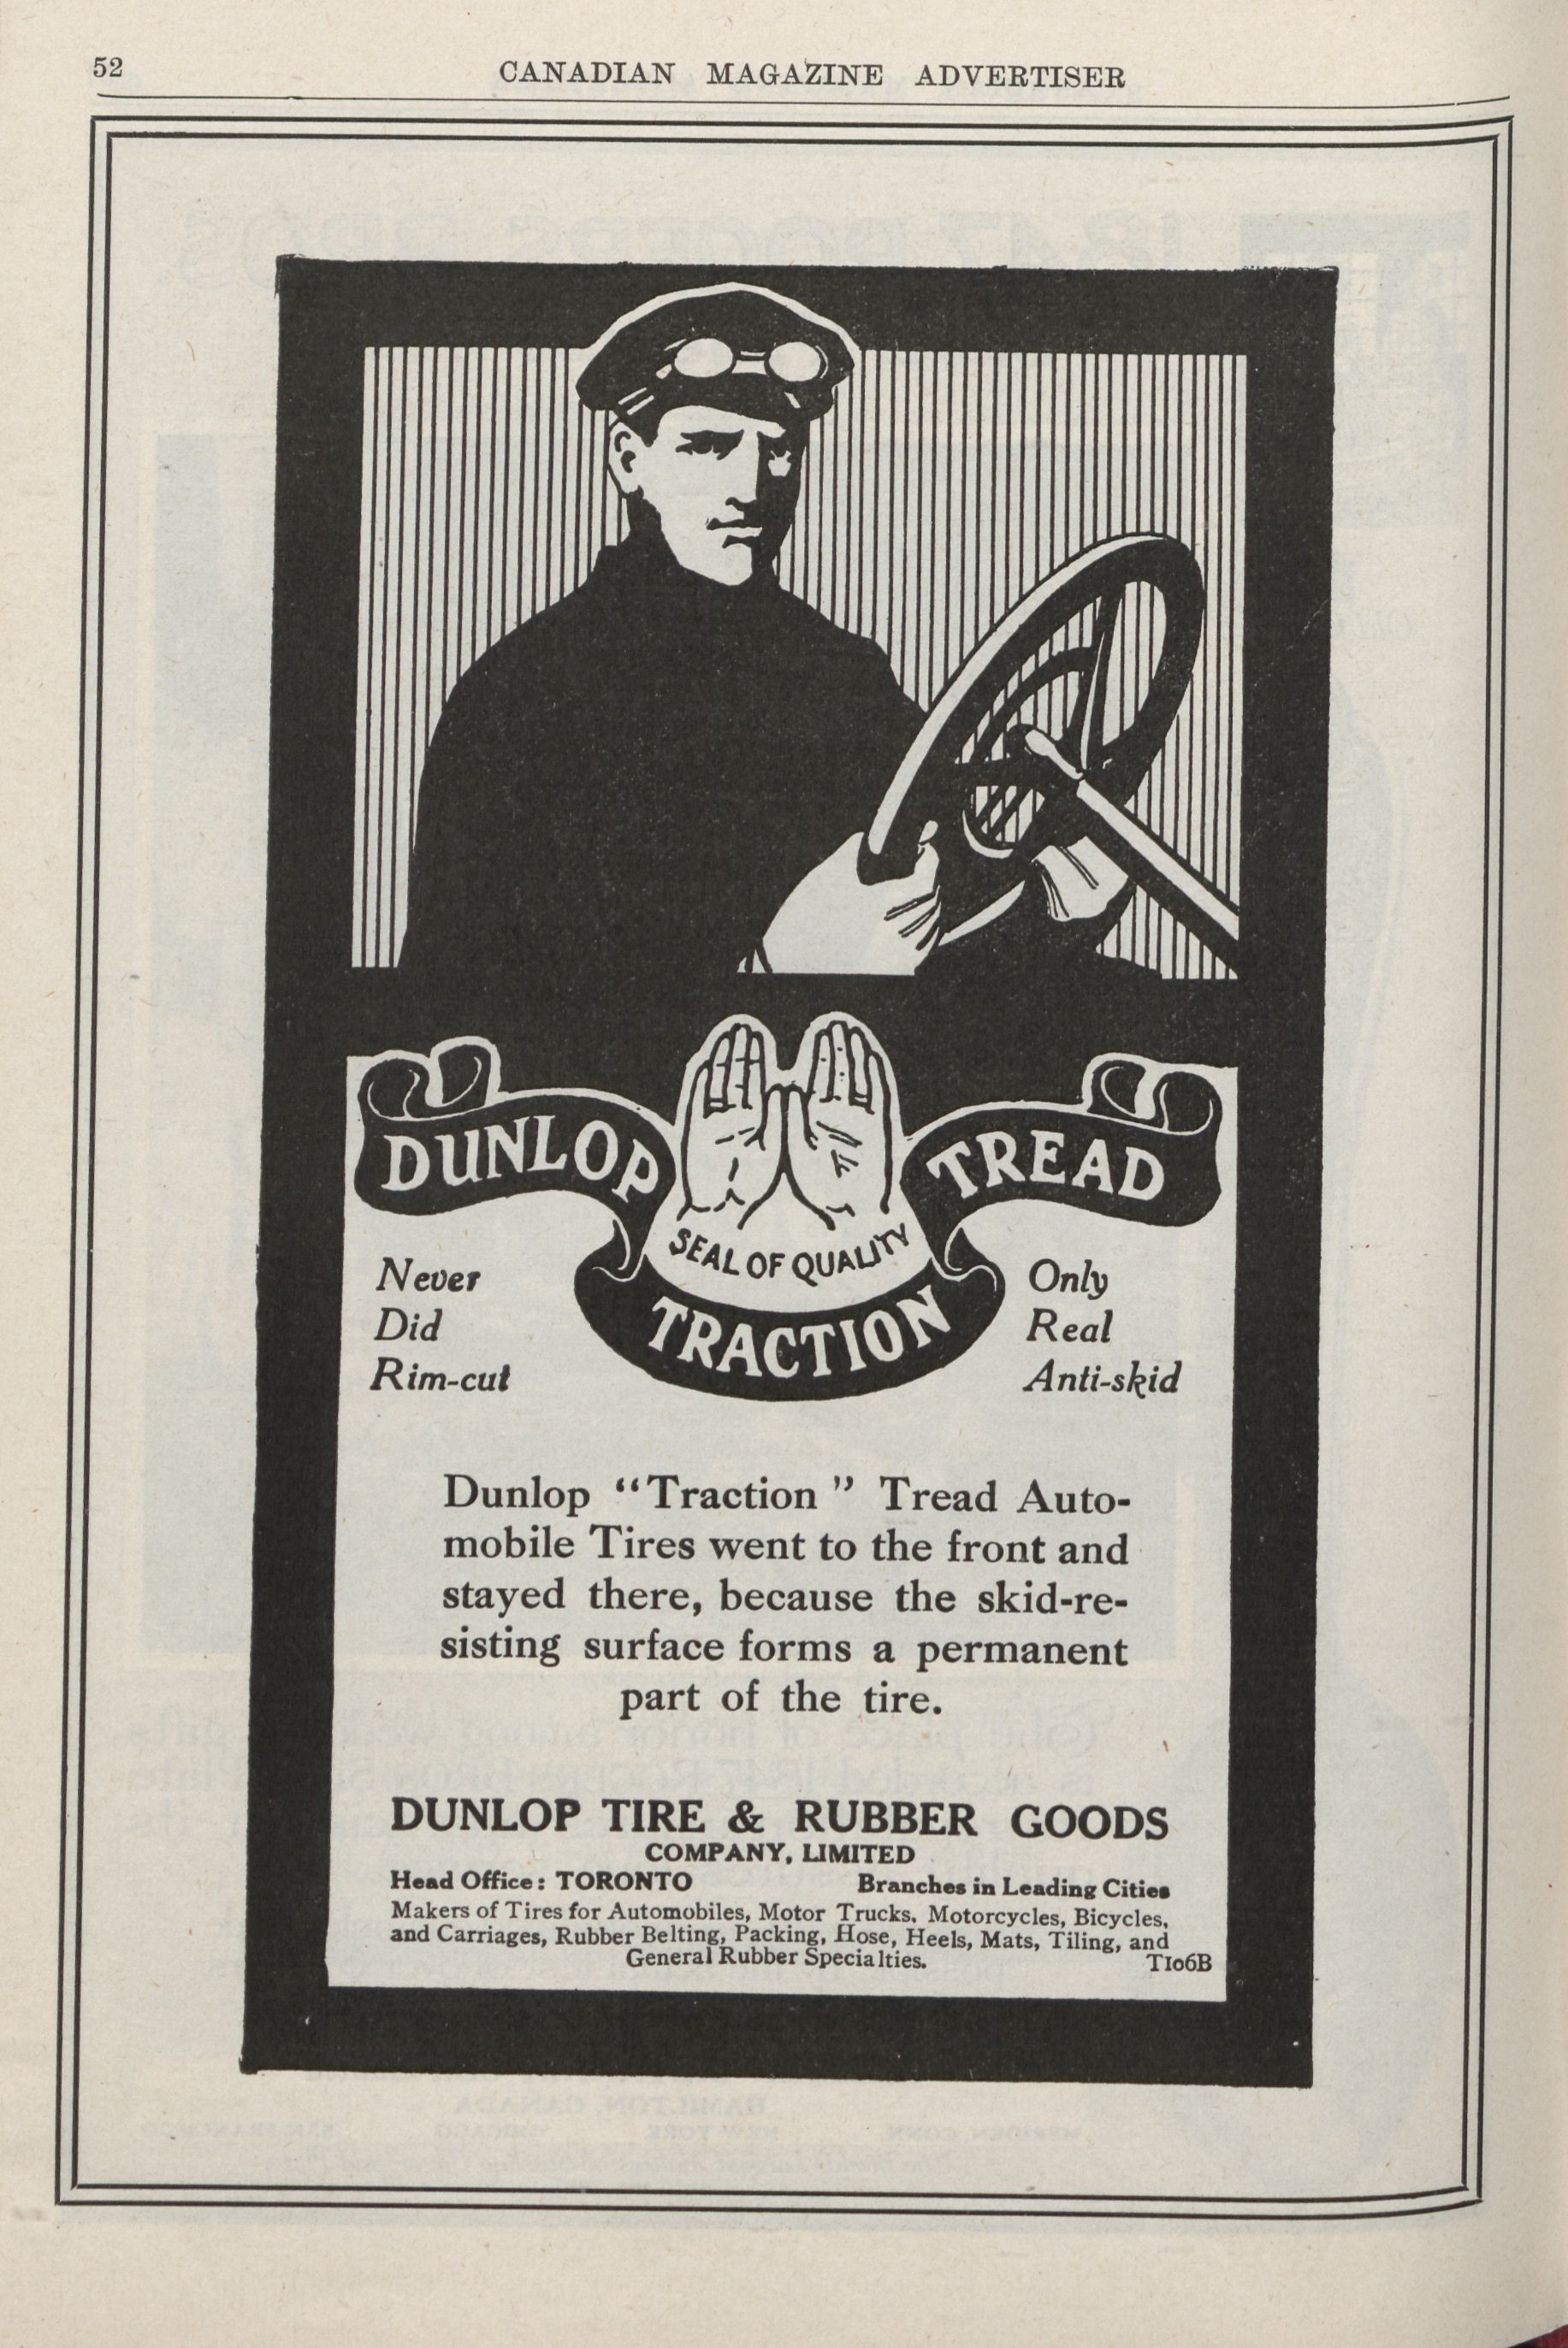 52
CANADIAN MAGAZINE ADVERTISER
DUNLOP TREAD
SEAL OF QUALITY
TRACTION
Never
Did
Rim-cut
Only
Real
Anti-skid
Dunlop “Traction” Tread Auto-
mobile Tires went to the front and
stayed there, because the skid-re-
sisting surface forms a permanent
part of the tire.
DUNLOP TIRE & RUBBER GOODS
COMPANY, LIMITED
Head Office: TORONTO Branches in Leading Cities
Makers of Tires for Automobiles, Motor Trucks, Motorcycles, Bicycles,
and Carriages, Rubber Belting, Packing, Hose, Heels, Mats, Tiling, and
General Rubber Specialties. T106B